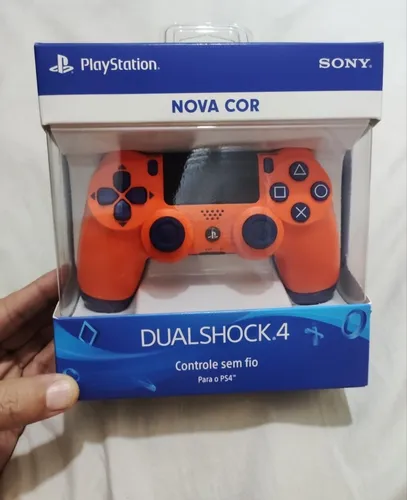 PlayStation.
SONY.
NOVA COR
DUALSHOCK.4
Controle sem fio
Para o PS4™